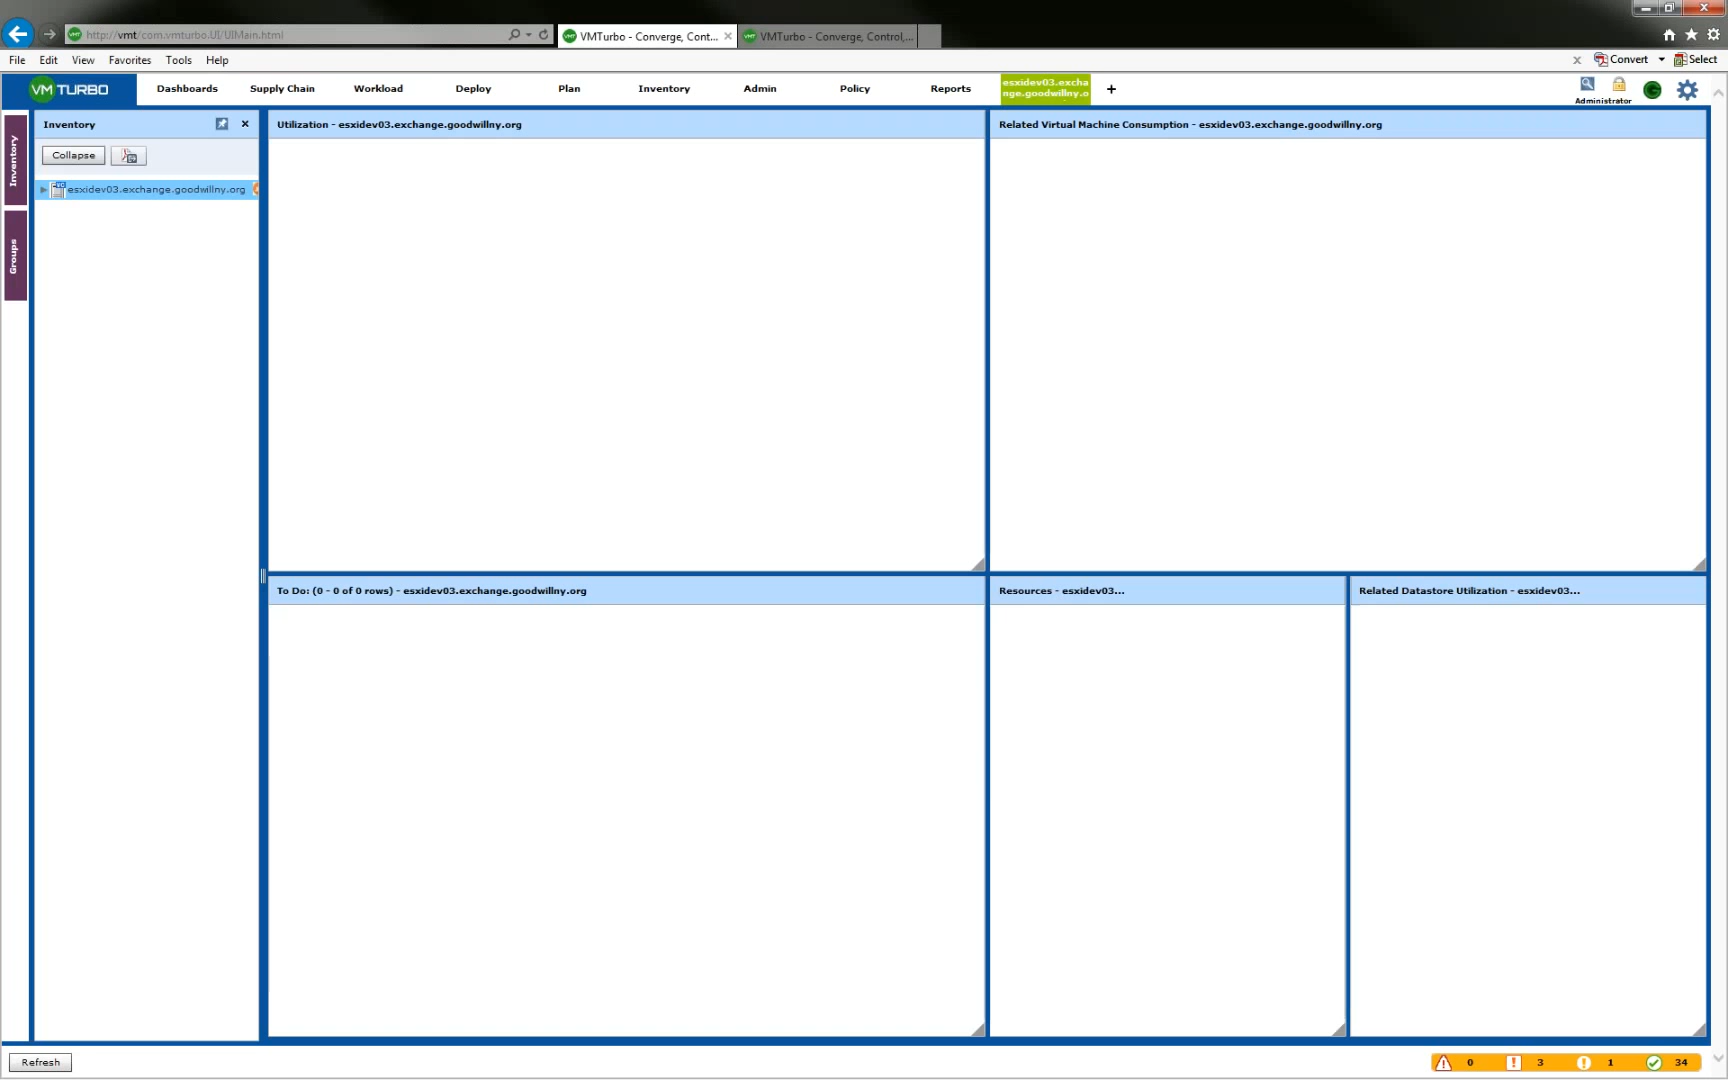 http://vmt/com.vmturbo.UI/UIMain.html
VMTurbo - Converge, Cont...
VMTurbo - Converge, Control,...
File Edit View Favorites Tools Help
Convert
Select
VMTURBO
Dashboards
Supply Chain
Workload
Deploy
Plan
Inventory
Admin
Policy
Reports
esxidev03.excha
nge.goodwillny.o
+
Administrator
Inventory
Groups
Inventory
Collapse
esxidev03.exchange.goodwillny.org
Utilization - esxidev03.exchange.goodwillny.org
Related Virtual Machine Consumption - esxidev03.exchange.goodwillny.org
To Do: (0 - 0 of 0 rows) - esxidev03.exchange.goodwillny.org
Resources - esxidev03...
Related Datastore Utilization - esxidev03...
Refresh
0
3
1
34